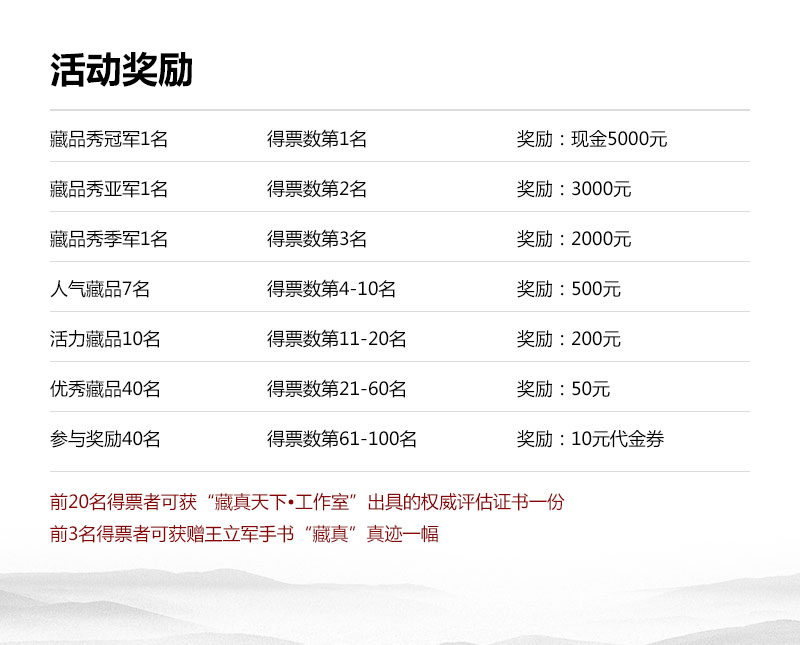 活动奖励
藏品秀冠军1名 得票数第1名 奖励：现金5000元
藏品秀亚军1名 得票数第2名 奖励：3000元
藏品秀季军1名 得票数第3名 奖励：2000元
人气藏品7名 得票数第4-10名 奖励：500元
活力藏品10名 得票数第11-20名 奖励：200元
优秀藏品40名 得票数第21-60名 奖励：50元
参与奖励40名 得票数第61-100名 奖励：10元代金券
前20名得票者可获“藏真天下•工作室”出具的权威评估证书一份
前3名得票者可获赠王立军手书“藏真”真迹一幅